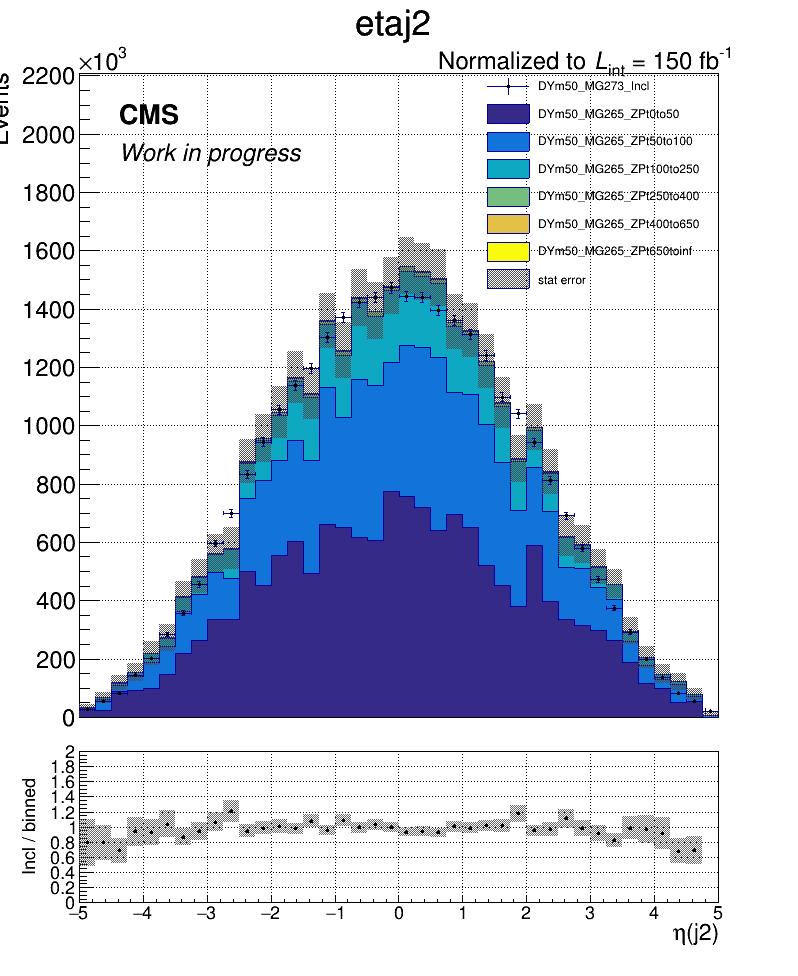 etaj2
×10³
Normalized to L_int = 150 fb⁻¹
Events
2200
2000
1800
1600
1400
1200
1000
800
600
400
200
0
CMS
Work in progress
DYm50_MG273_Incl
DYm50_MG265_ZPt0to50
DYm50_MG265_ZPt50to100
DYm50_MG265_ZPt100to250
DYm50_MG265_ZPt250to400
DYm50_MG265_ZPt400to650
DYm50_MG265_ZPt650toinf
stat error
Incl / binned
2
1.8
1.6
1.4
1.2
1
0.8
0.6
0.4
0.2
0
−5 −4 −3 −2 −1 0 1 2 3 4 5
η(j2)